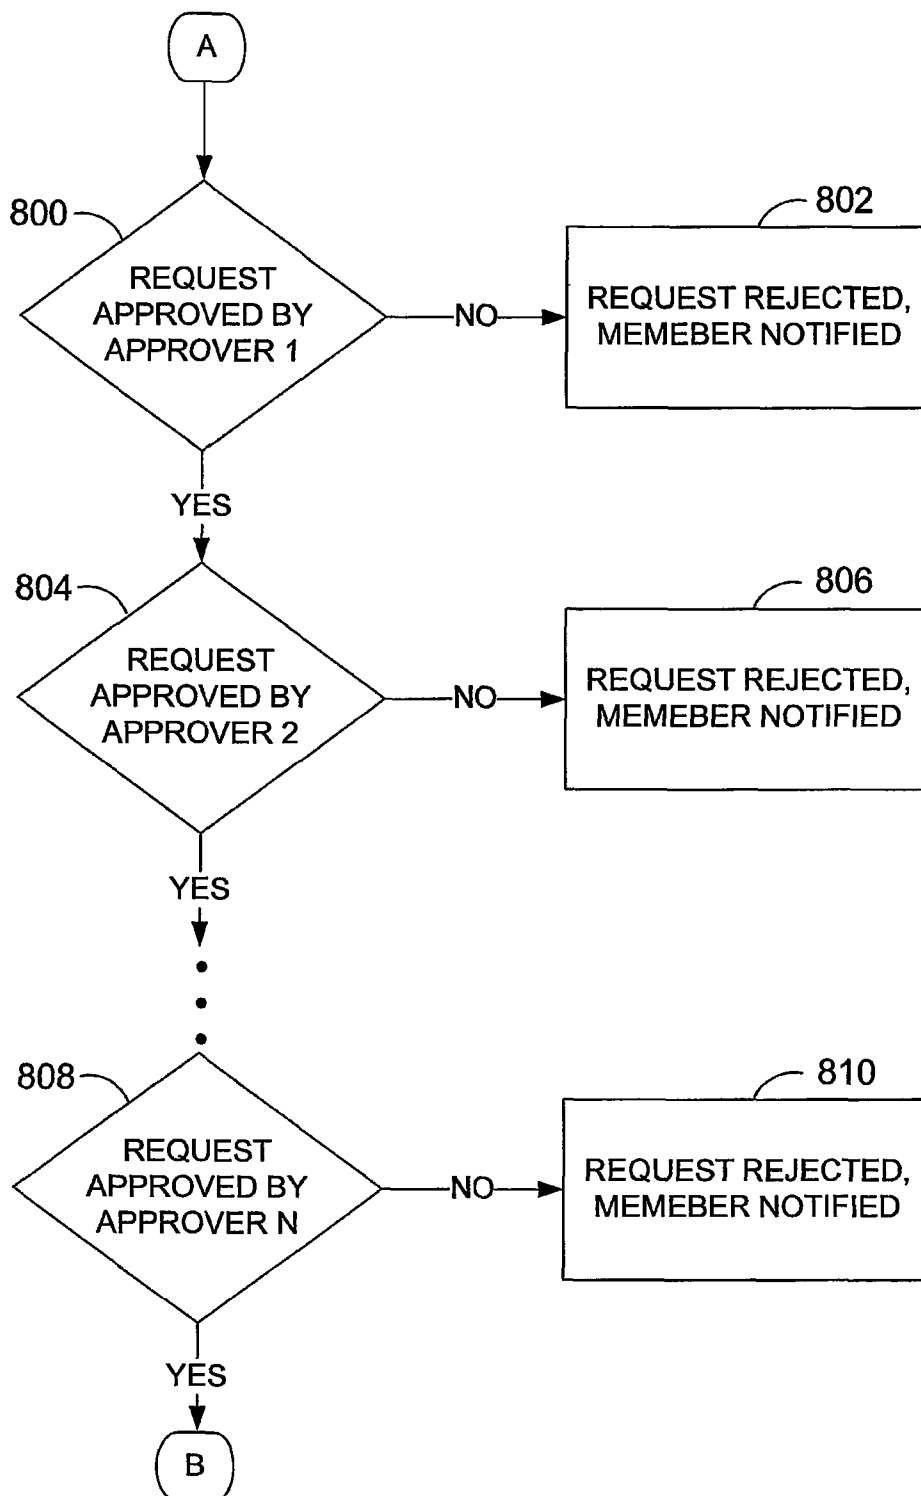 A
800
REQUEST
APPROVED BY
APPROVER 1
NO
802
REQUEST REJECTED,
MEMEBER NOTIFIED
YES
804
REQUEST
APPROVED BY
APPROVER 2
NO
806
REQUEST REJECTED,
MEMEBER NOTIFIED
YES
808
REQUEST
APPROVED BY
APPROVER N
NO
810
REQUEST REJECTED,
MEMEBER NOTIFIED
YES
B